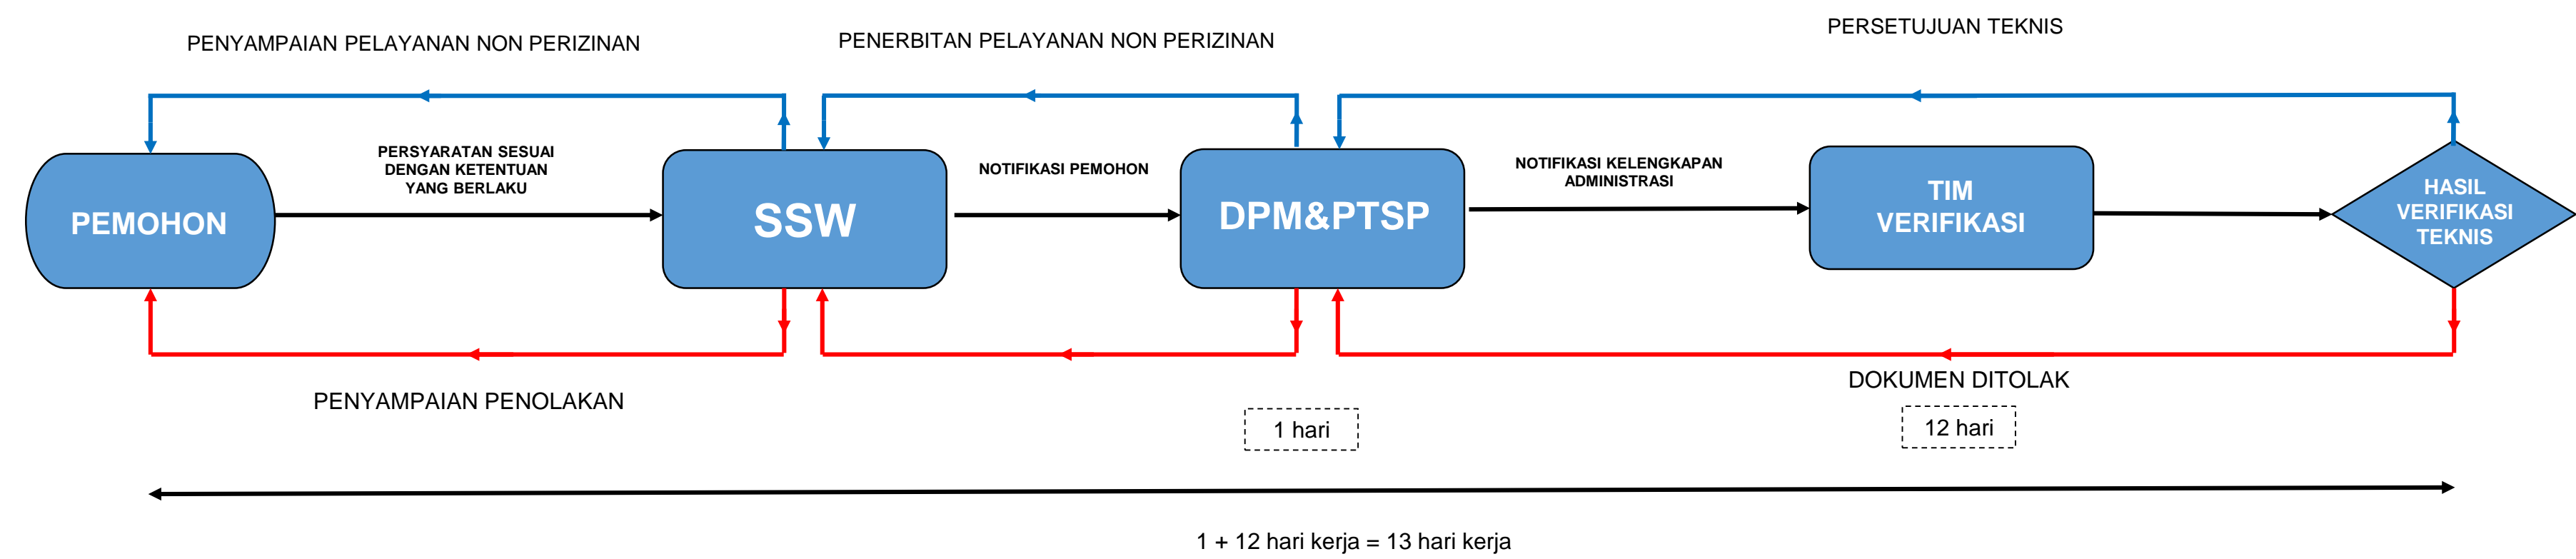 PENYAMPAIAN PELAYANAN NON PERIZINAN
PENERBITAN PELAYANAN NON PERIZINAN
PERSETUJUAN TEKNIS
PEMOHON
PERSYARATAN SESUAI
DENGAN KETENTUAN
YANG BERLAKU
SSW
NOTIFIKASI PEMOHON
DPM&PTSP
NOTIFIKASI KELENGKAPAN
ADMINISTRASI
TIM
VERIFIKASI
HASIL
VERIFIKASI
TEKNIS
PENYAMPAIAN PENOLAKAN
DOKUMEN DITOLAK
1 hari
12 hari
1 + 12 hari kerja = 13 hari kerja